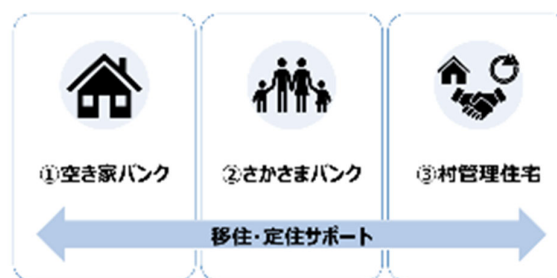 ①空き家バンク
②さかさまバンク
③村管理住宅
移住・定住サポート